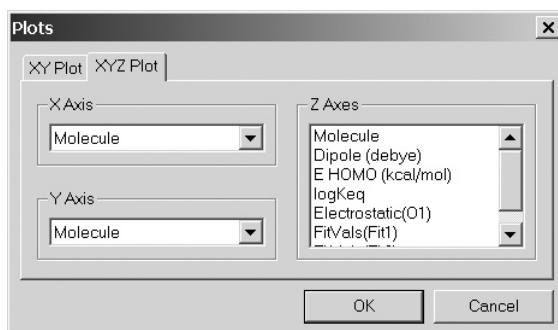 Plots
XY Plot
XYZ Plot
X Axis
Molecule
Y Axis
Molecule
Z Axes
Molecule
Dipole (debye)
E HOMO (kcal/mol)
logKeq
Electrostatic(O1)
FitVals(Fit1)
OK
Cancel